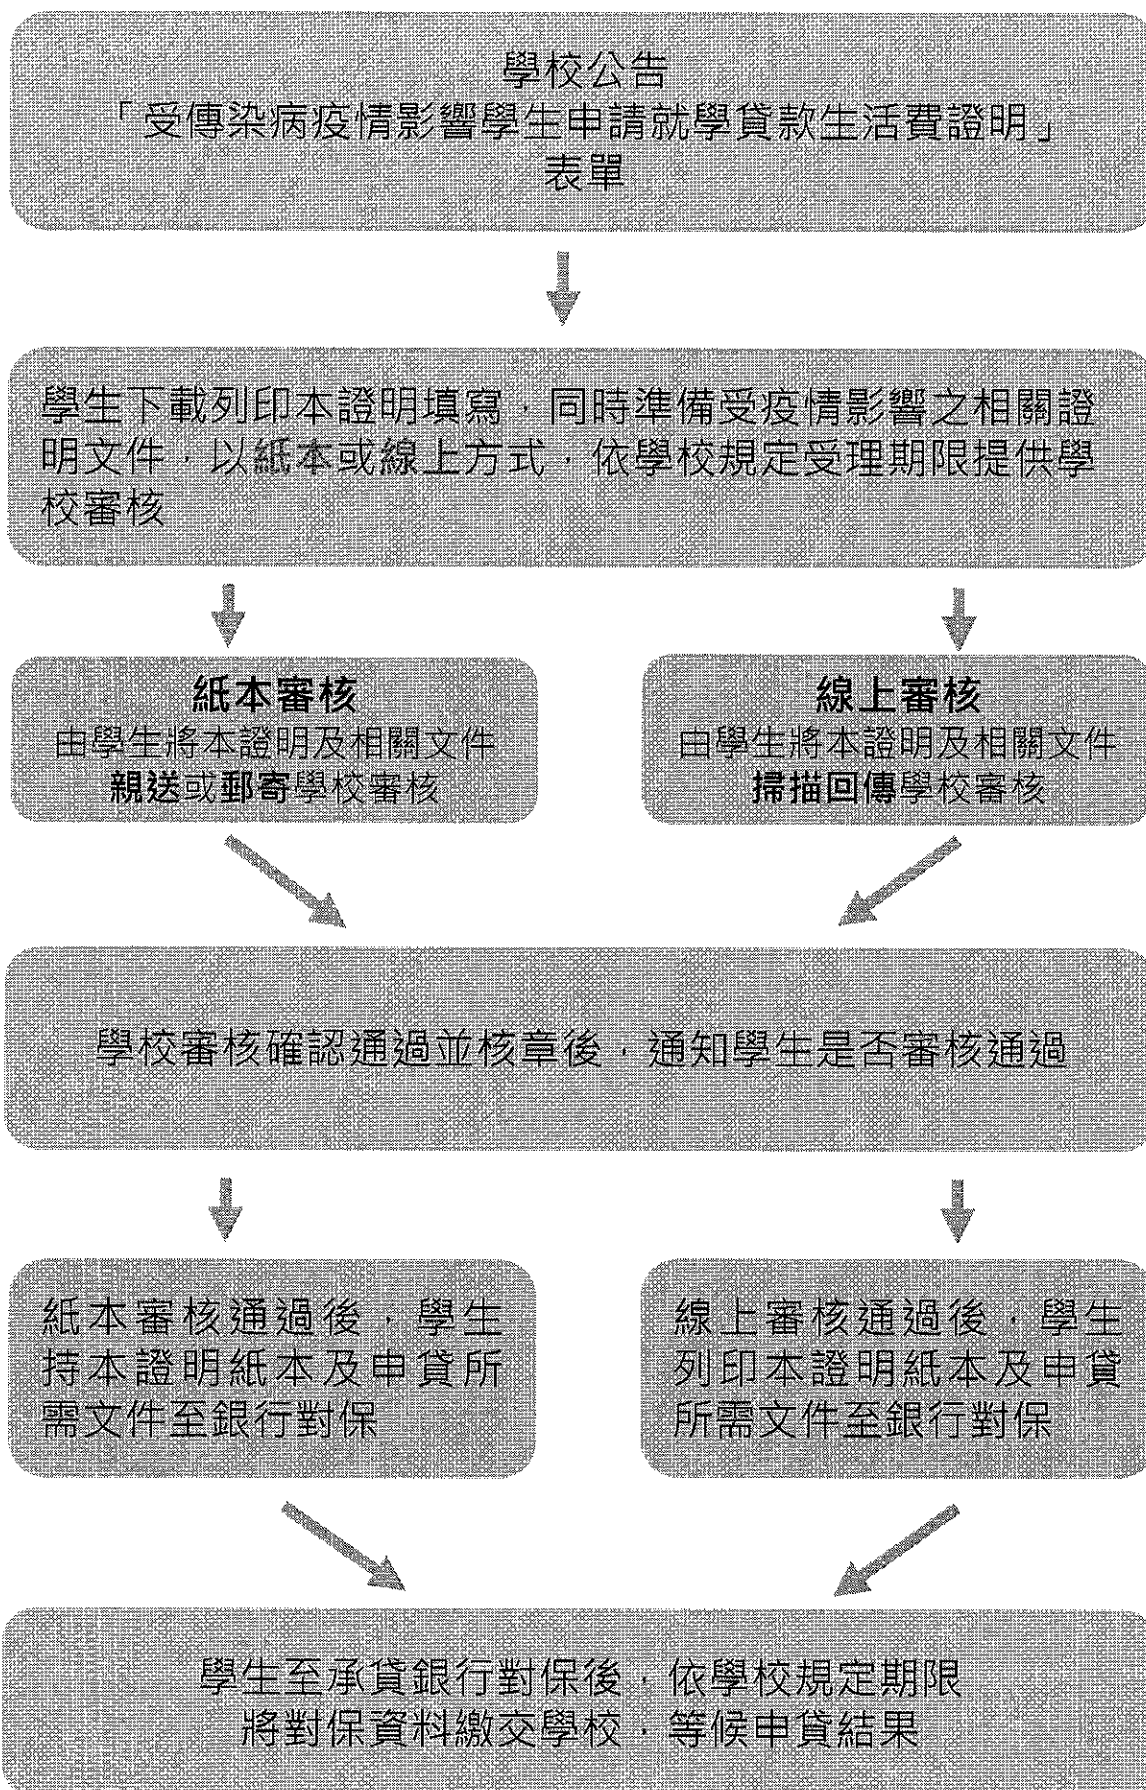 學校公告
「受傳染病疫情影響學生申請就學貸款生活費證明」
表單
學生下載列印本證明填寫，同時準備受疫情影響之相關證
明文件，以紙本或線上方式，依學校規定受理期限提供學
校審核
紙本審核
由學生將本證明及相關文件
親送或郵寄學校審核
線上審核
由學生將本證明及相關文件
掃描回傳學校審核
學校審核確認通過並核章後，通知學生是否審核通過
紙本審核通過後，學生
持本證明紙本及申貸所
需文件至銀行對保
線上審核通過後，學生
列印本證明紙本及申貸
所需文件至銀行對保
學生至承貸銀行對保後，依學校規定期限
將對保資料繳交學校，等候申貸結果